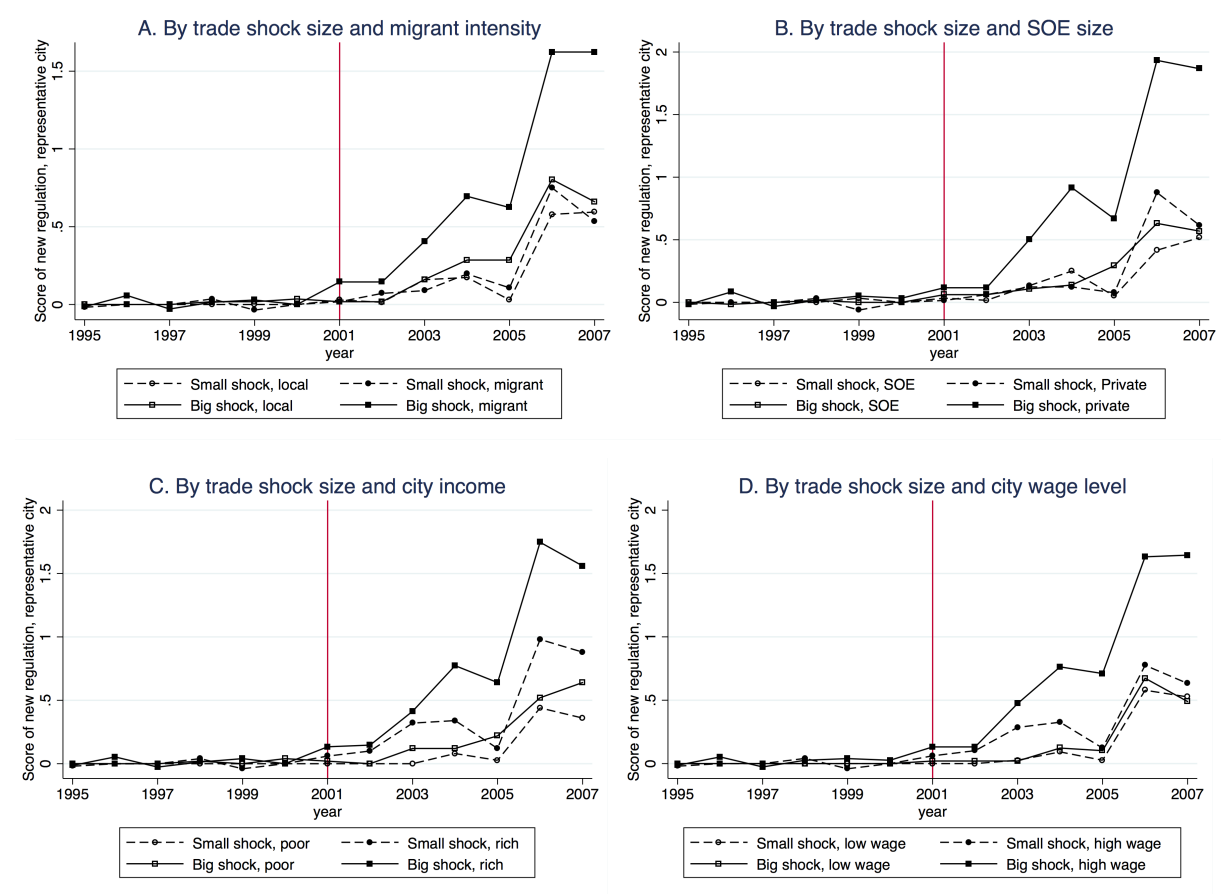 A. By trade shock size and migrant intensity
Score of new regulation, representative city
0 .5 1 1.5
1995 1997 1999 2001 2003 2005 2007
year
Small shock, local Small shock, migrant
Big shock, local Big shock, migrant
B. By trade shock size and SOE size
Score of new regulation, representative city
0 .5 1 1.5 2
1995 1997 1999 2001 2003 2005 2007
year
Small shock, SOE Small shock, Private
Big shock, SOE Big shock, private
C. By trade shock size and city income
Score of new regulation, representative city
0 .5 1 1.5 2
1995 1997 1999 2001 2003 2005 2007
year
Small shock, poor Small shock, rich
Big shock, poor Big shock, rich
D. By trade shock size and city wage level
Score of new regulation, representative city
0 .5 1 1.5 2
1995 1997 1999 2001 2003 2005 2007
year
Small shock, low wage Small shock, high wage
Big shock, low wage Big shock, high wage